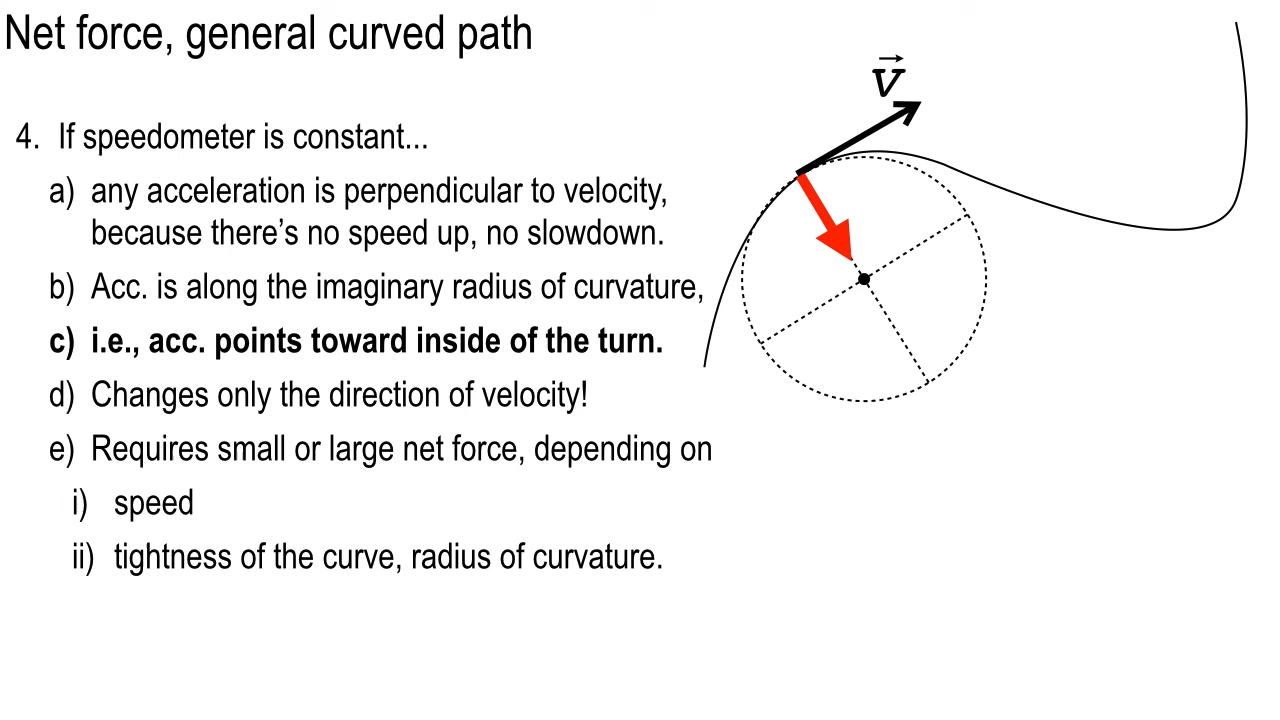 Net force, general curved path
v⃗
4. If speedometer is constant...
a) any acceleration is perpendicular to velocity,
because there’s no speed up, no slowdown.
b) Acc. is along the imaginary radius of curvature,
c) i.e., acc. points toward inside of the turn.
d) Changes only the direction of velocity!
e) Requires small or large net force, depending on
i) speed
ii) tightness of the curve, radius of curvature.